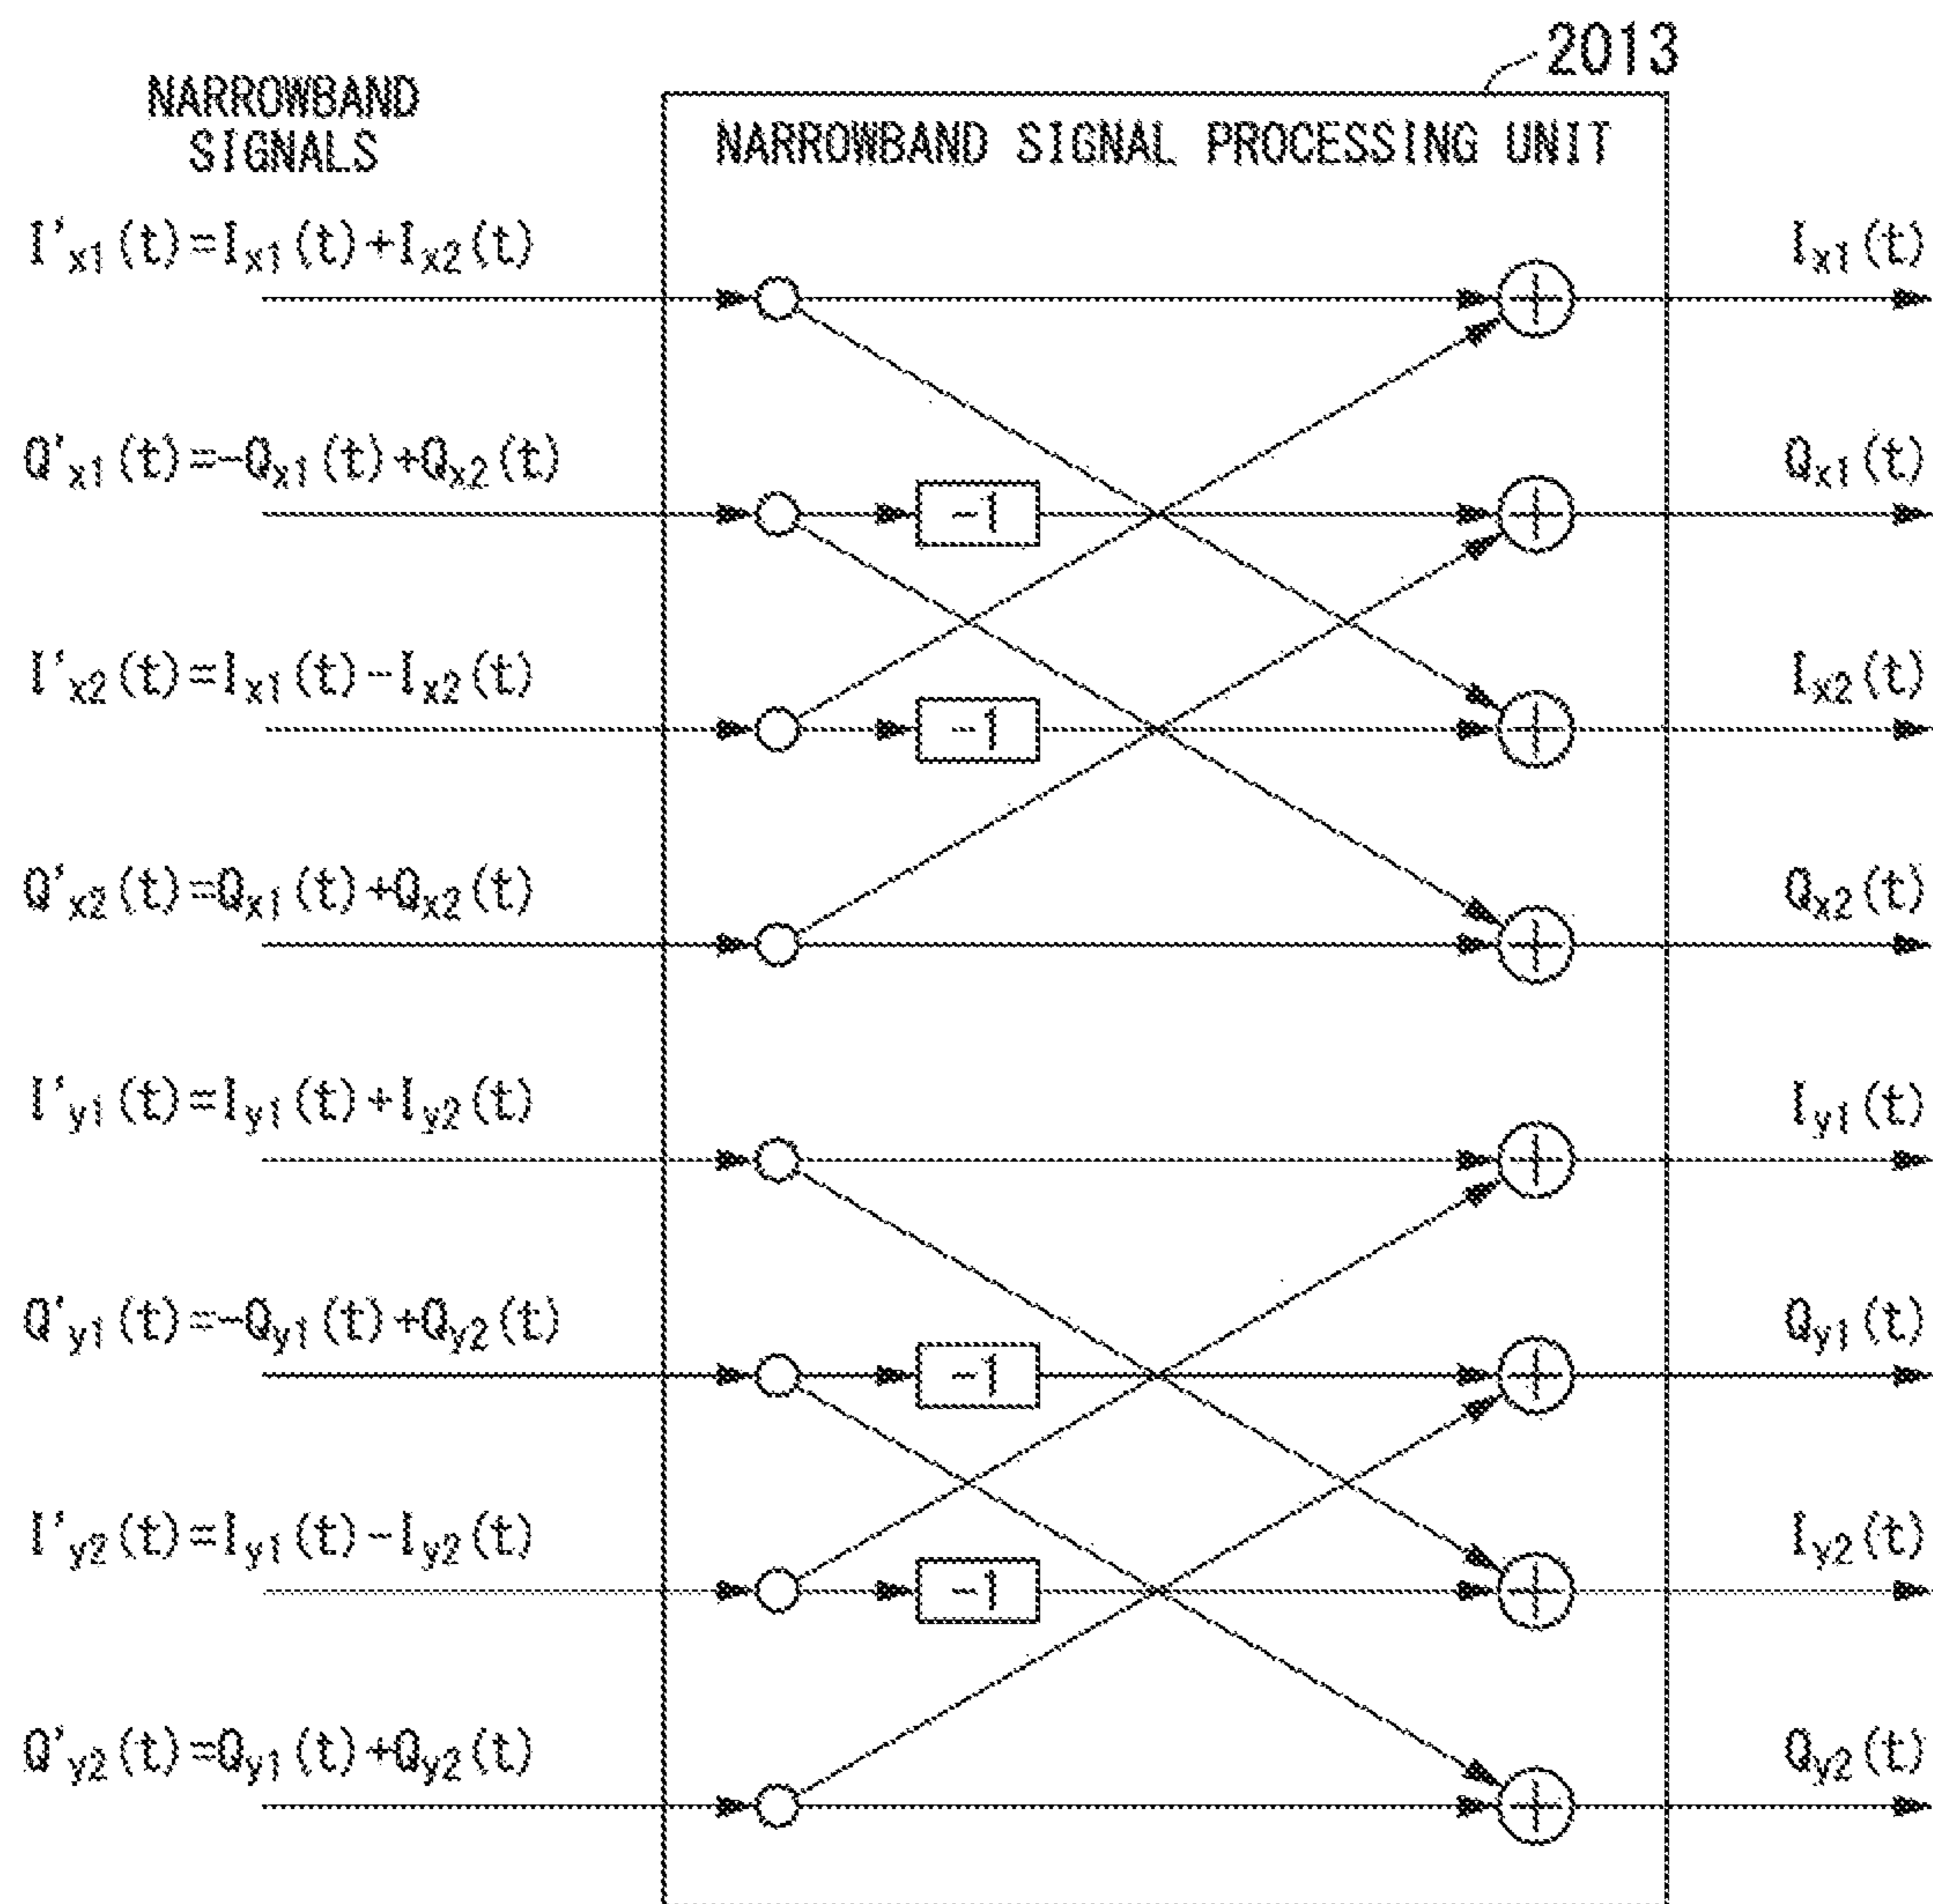 2013
NARROWBAND
SIGNALS
NARROWBAND SIGNAL PROCESSING UNIT
I'x1(t)=Ix1(t)+Ix2(t)
Ix1(t)
Q'x1(t)=-Qx1(t)+Qx2(t)
-1
Qx1(t)
I'x2(t)=Ix1(t)-Ix2(t)
-1
Ix2(t)
Q'x2(t)=Qx1(t)+Qx2(t)
Qx2(t)
I'y1(t)=Iy1(t)+Iy2(t)
Iy1(t)
Q'y1(t)=-Qy1(t)+Qy2(t)
-1
Qy1(t)
I'y2(t)=Iy1(t)-Iy2(t)
-1
Iy2(t)
Q'y2(t)=Qy1(t)+Qy2(t)
Qy2(t)